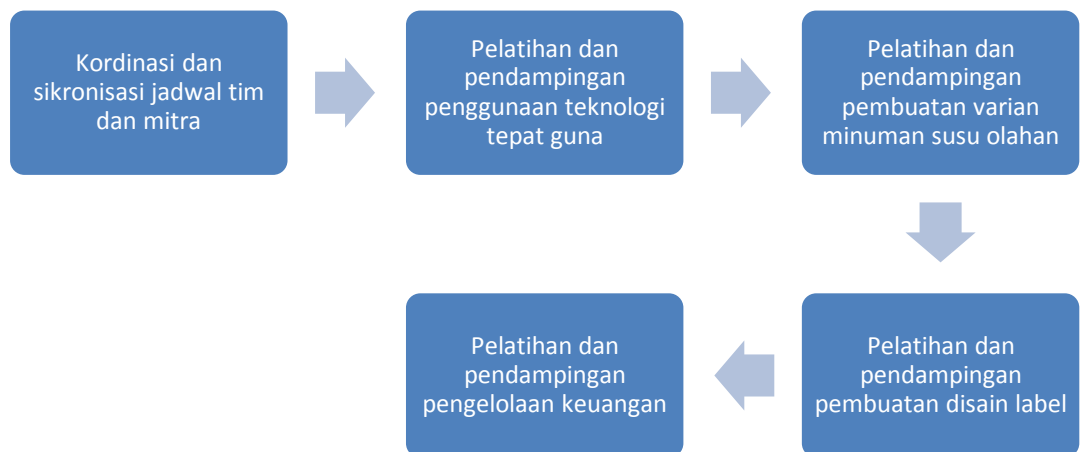 Kordinasi dan
sikronisasi jadwal tim
dan mitra
Pelatihan dan
pendampingan
penggunaan teknologi
tepat guna
Pelatihan dan
pendampingan
pembuatan varian
minuman susu olahan
Pelatihan dan
pendampingan
pembuatan disain label
Pelatihan dan
pendampingan
pengelolaan keuangan